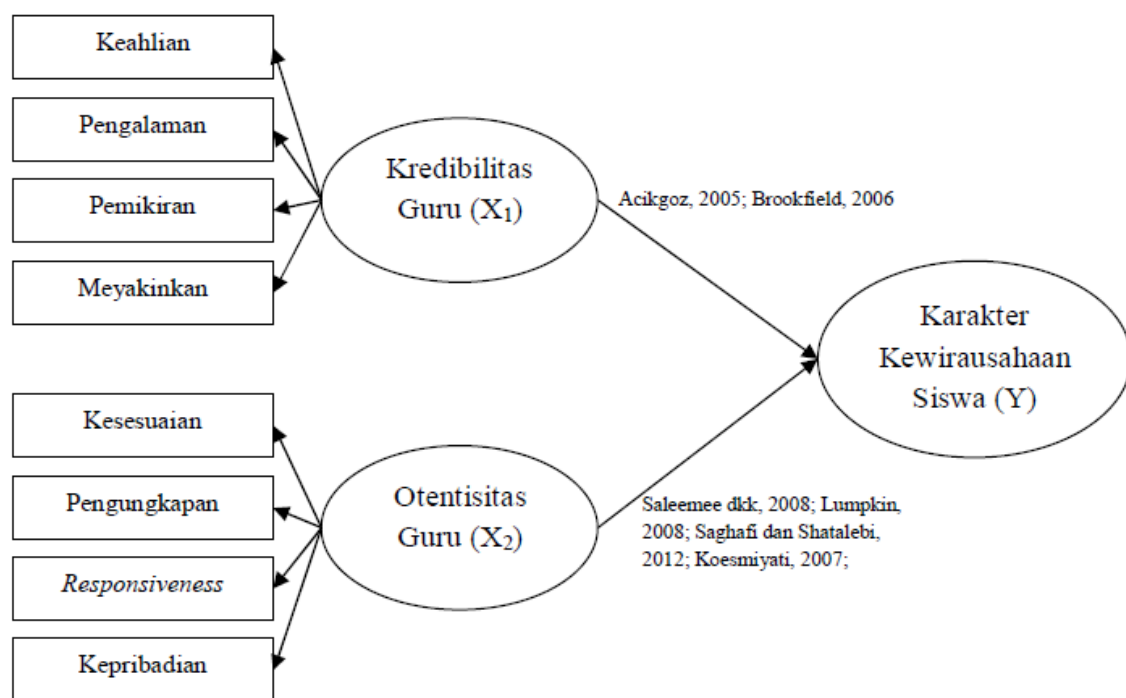 Keahlian
Pengalaman
Pemikiran
Meyakinkan
Kredibilitas
Guru (X₁)
Acikgoz, 2005; Brookfield, 2006
Karakter
Kewirausahaan
Siswa (Y)
Kesesuaian
Pengungkapan
Responsiveness
Kepribadian
Otentisitas
Guru (X₂)
Saleemee dkk, 2008; Lumpkin,
2008; Saghafi dan Shatalebi,
2012; Koesmiyati, 2007;